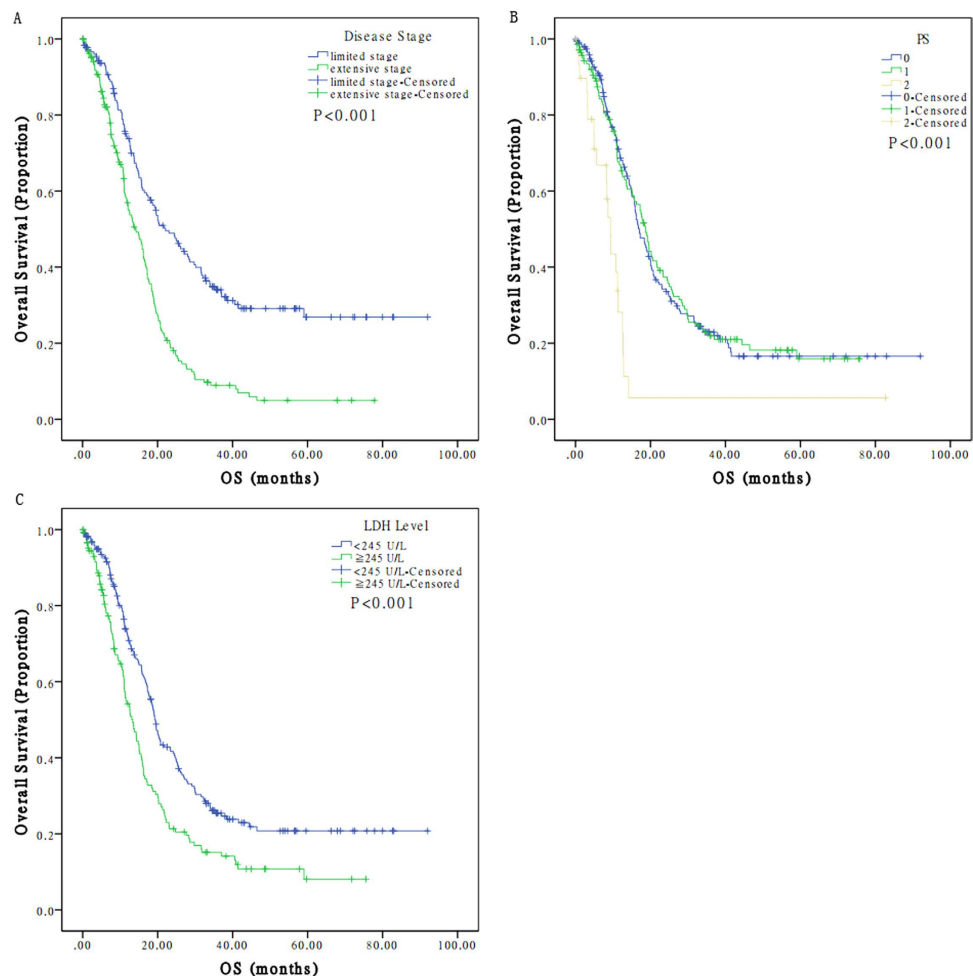 A
Disease Stage
limited stage
extensive stage
limited stage-Censored
extensive stage-Censored
P<0.001
Overall Survival (Proportion)
1.0
0.8
0.6
0.4
0.2
0.0
.00 20.00 40.00 60.00 80.00 100.00
OS (months)
B
PS
0
1
2
0-Censored
1-Censored
2-Censored
P<0.001
Overall Survival (Proportion)
1.0
0.8
0.6
0.4
0.2
0.0
.00 20.00 40.00 60.00 80.00 100.00
OS (months)
C
LDH Level
<245 U/L
≧245 U/L
<245 U/L-Censored
≧245 U/L-Censored
P<0.001
Overall Survival (Proportion)
1.0
0.8
0.6
0.4
0.2
0.0
.00 20.00 40.00 60.00 80.00 100.00
OS (months)